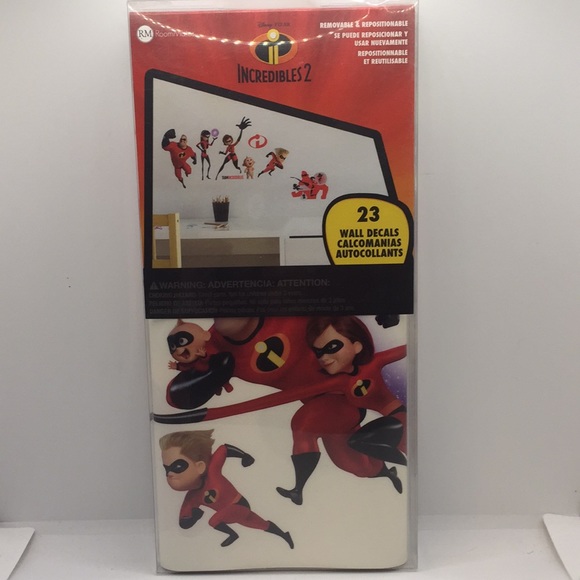 RM RoomMates
Disney·PIXAR
INCREDIBLES 2
REMOVABLE & REPOSITIONABLE
SE PUEDE REPOSICIONAR Y
USAR NUEVAMENTE
REPOSITIONNABLE
ET REUTILISABLE
23
WALL DECALS
CALCOMANIAS
AUTOCOLLANTS
⚠WARNING: ADVERTENCIA: ATTENTION: